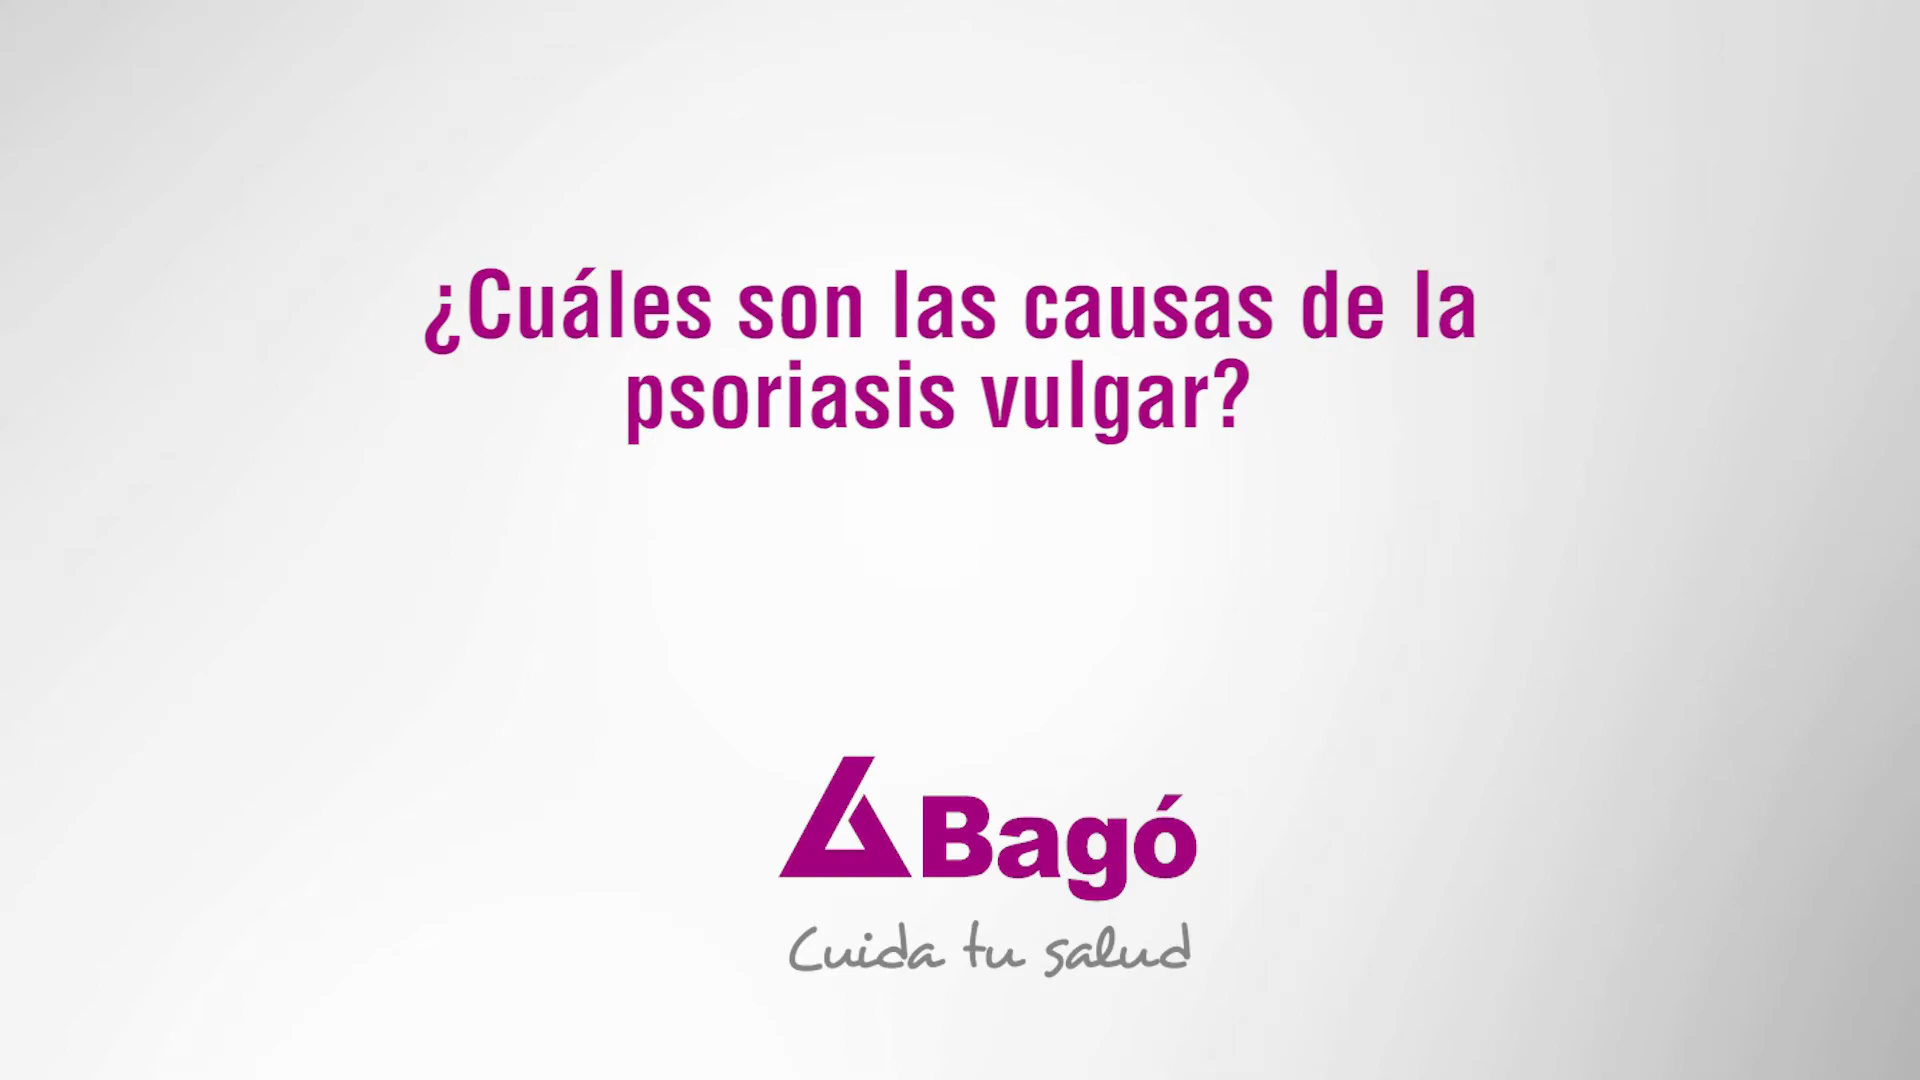 ¿Cuáles son las causas de la
psoriasis vulgar?
Bagó
Cuida tu salud